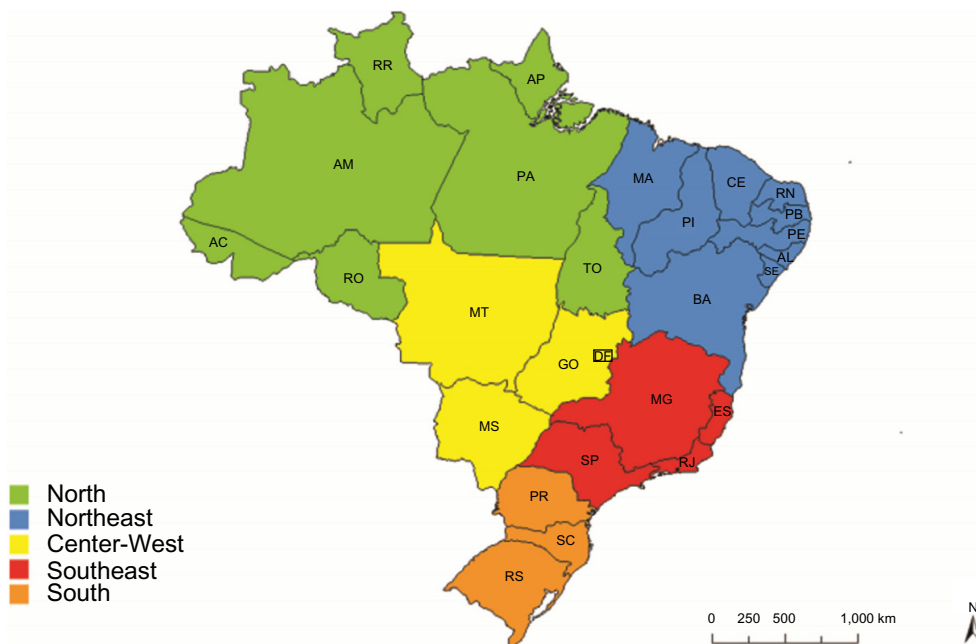 RR
AP
AM
PA
MA
CE
RN
PI
PB
PE
AC
TO
AL
SE
RO
BA
MT
DF
GO
MG
ES
MS
SP
RJ
PR
North
Northeast
SC
Center-West
Southeast
RS
South
N
0 250 500 1,000 km